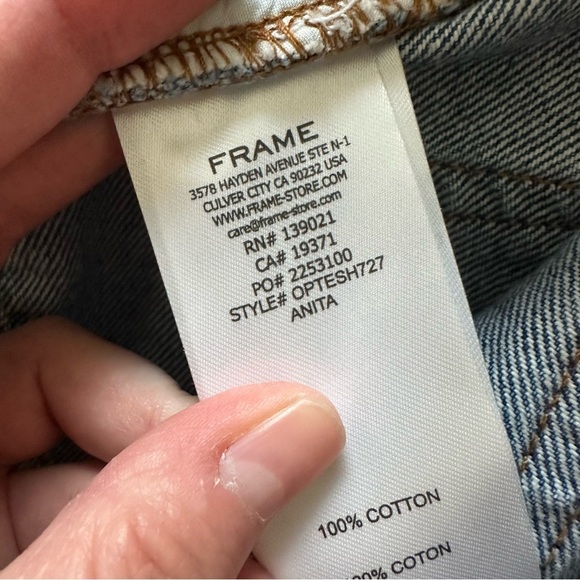 FRAME
3578 HAYDEN AVENUE STE N-1
CULVER CITY CA 90232 USA
WWW.FRAME-STORE.COM
care@frame-store.com
RN# 139021
CA# 19371
PO# 2253100
STYLE# OPTESH727
ANITA
100% COTTON
COTON